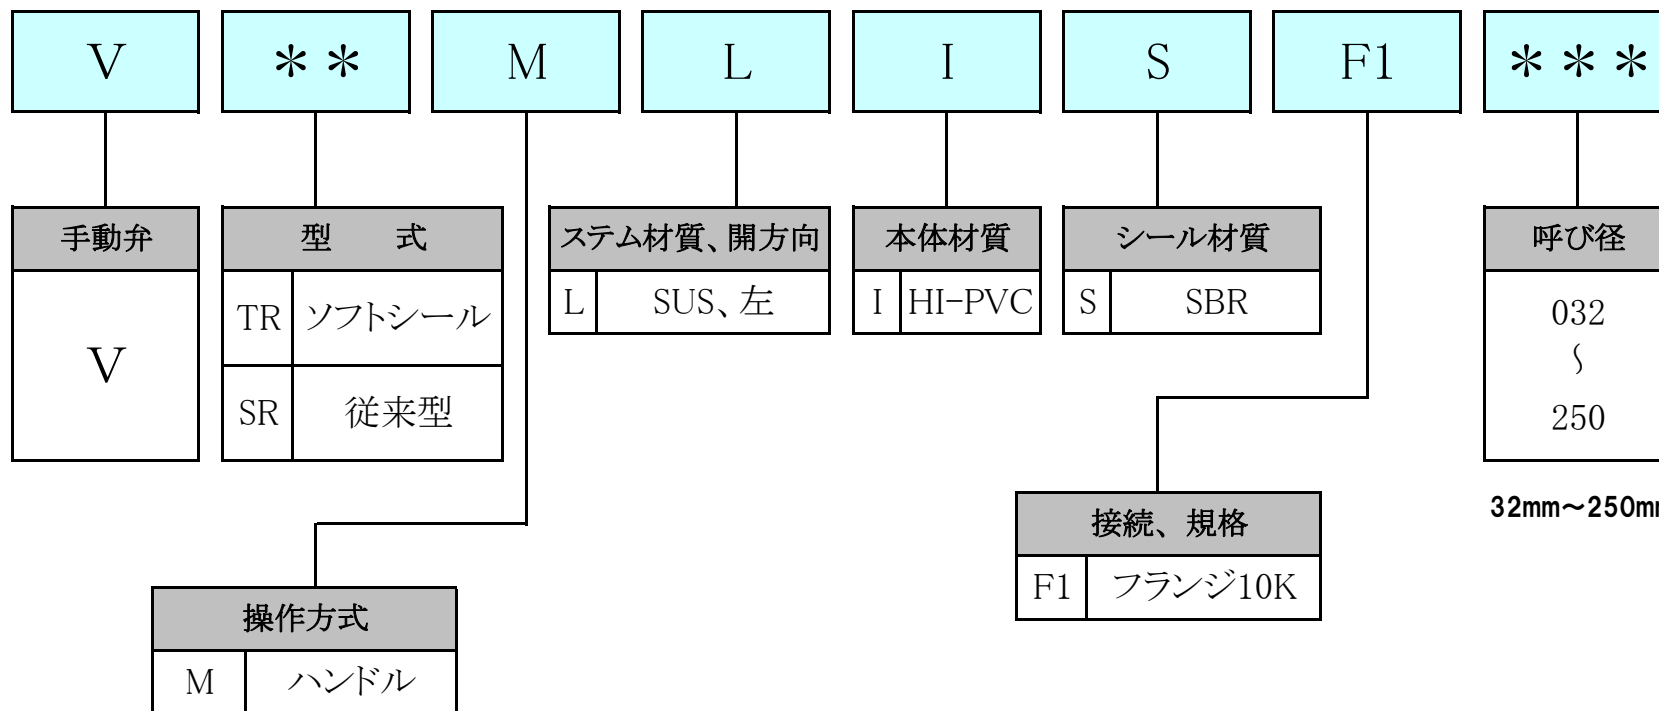 V ** M L I S F1 ***
手動弁 型 式 ステム材質、開方向 本体材質 シール材質 呼び径
V
TR ソフトシール
SR 従来型
L SUS、左
I HI-PVC
S SBR
032
~
250
32mm~250mm
接続、規格
F1 フランジ10K
操作方式
M ハンドル